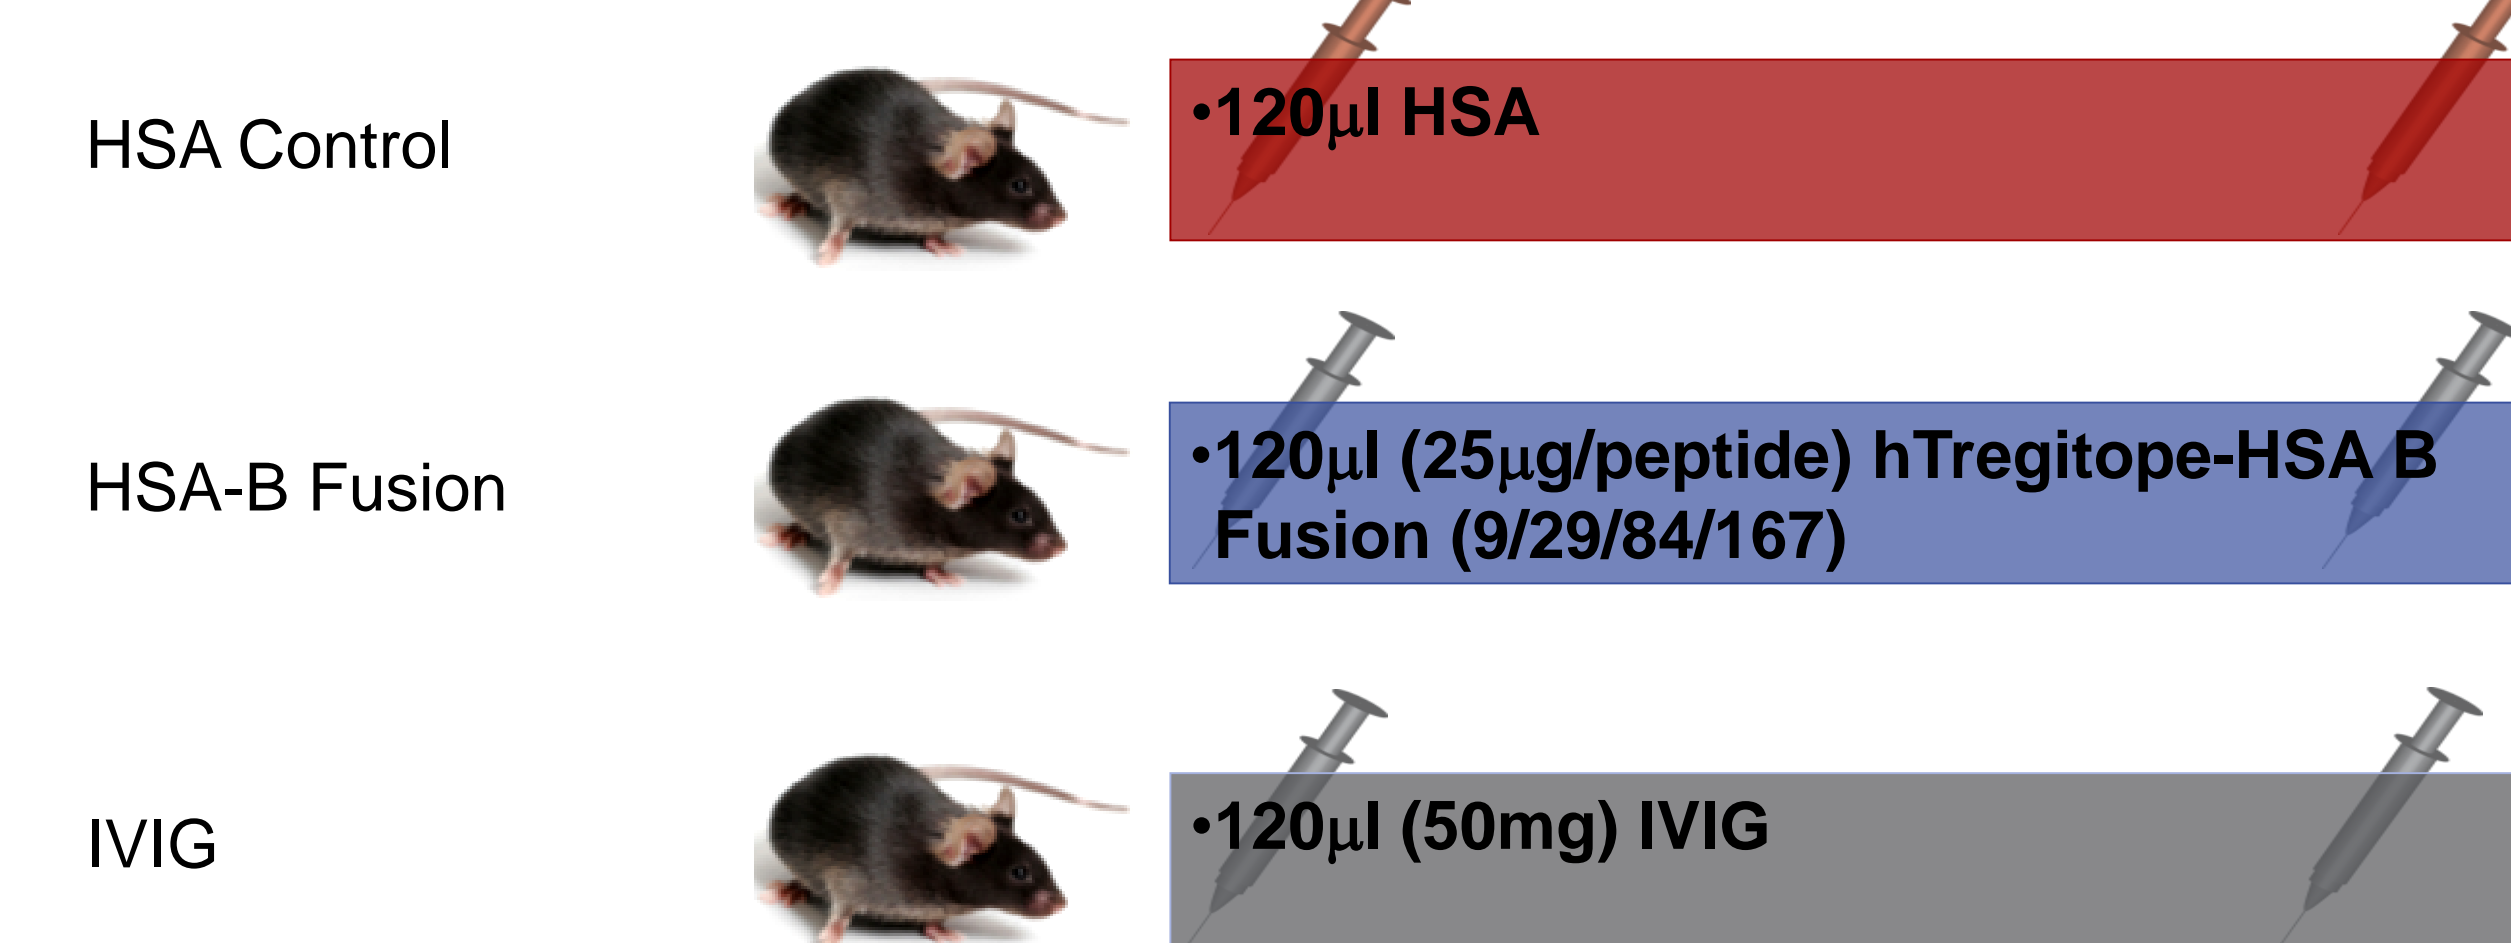 HSA Control
•120µl HSA
HSA-B Fusion
•120µl (25µg/peptide) hTregitope-HSA B
Fusion (9/29/84/167)
IVIG
•120µl (50mg) IVIG